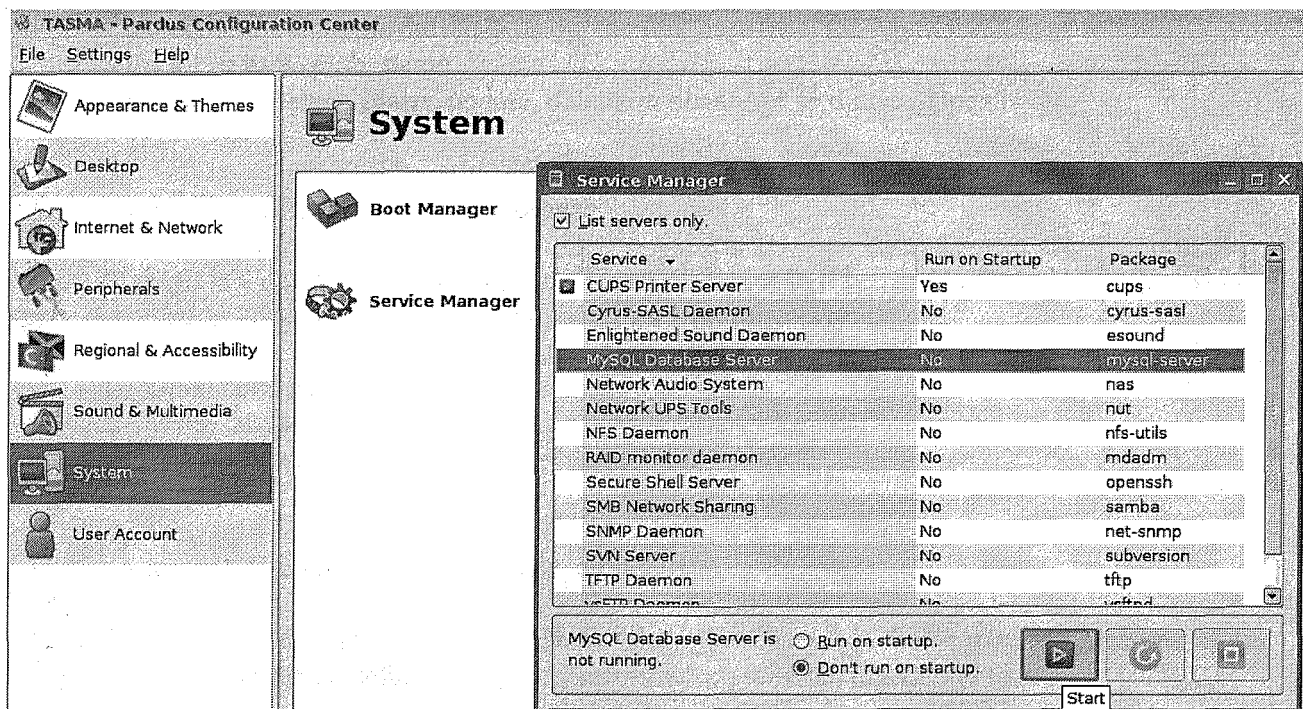 TASMA - Pardus Configuration Center
File Settings Help
Appearance & Themes
Desktop
Internet & Network
Peripherals
Regional & Accessibility
Sound & Multimedia
System
User Account
System
Boot Manager
Service Manager
Service Manager
List servers only.
Service Run on Startup Package
CUPS Printer Server Yes cups
Cyrus-SASL Daemon No cyrus-sasl
Enlightened Sound Daemon No esound
MySQL Database Server No mysql-server
Network Audio System No nas
Network UPS Tools No nut
NFS Daemon No nfs-utils
RAID monitor daemon No mdadm
Secure Shell Server No openssh
SMB Network Sharing No samba
SNMP Daemon No net-snmp
SVN Server No subversion
TFTP Daemon No tftp
vsFTP Daemon No vsftpd
MySQL Database Server is
not running.
Run on startup.
Don't run on startup.
Start